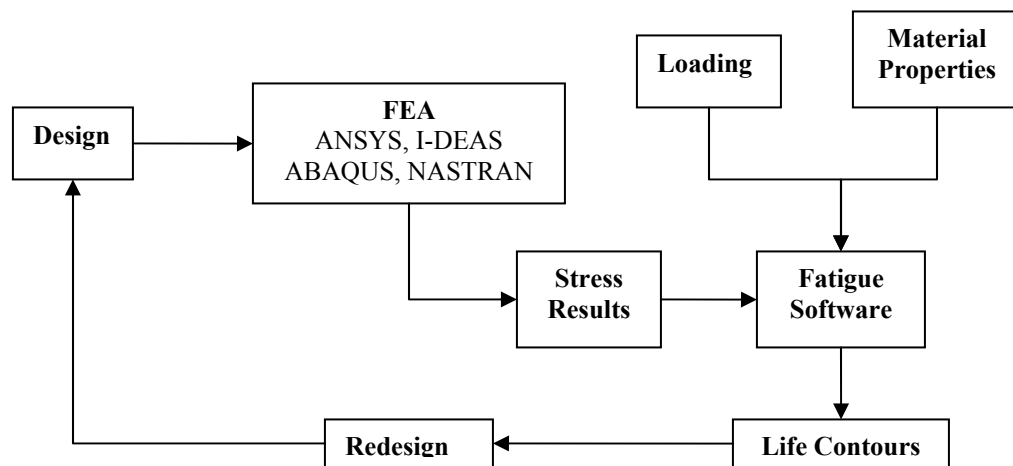 Material
Properties
Loading
FEA
ANSYS, I-DEAS
ABAQUS, NASTRAN
Design
Stress
Results
Fatigue
Software
Redesign
Life Contours